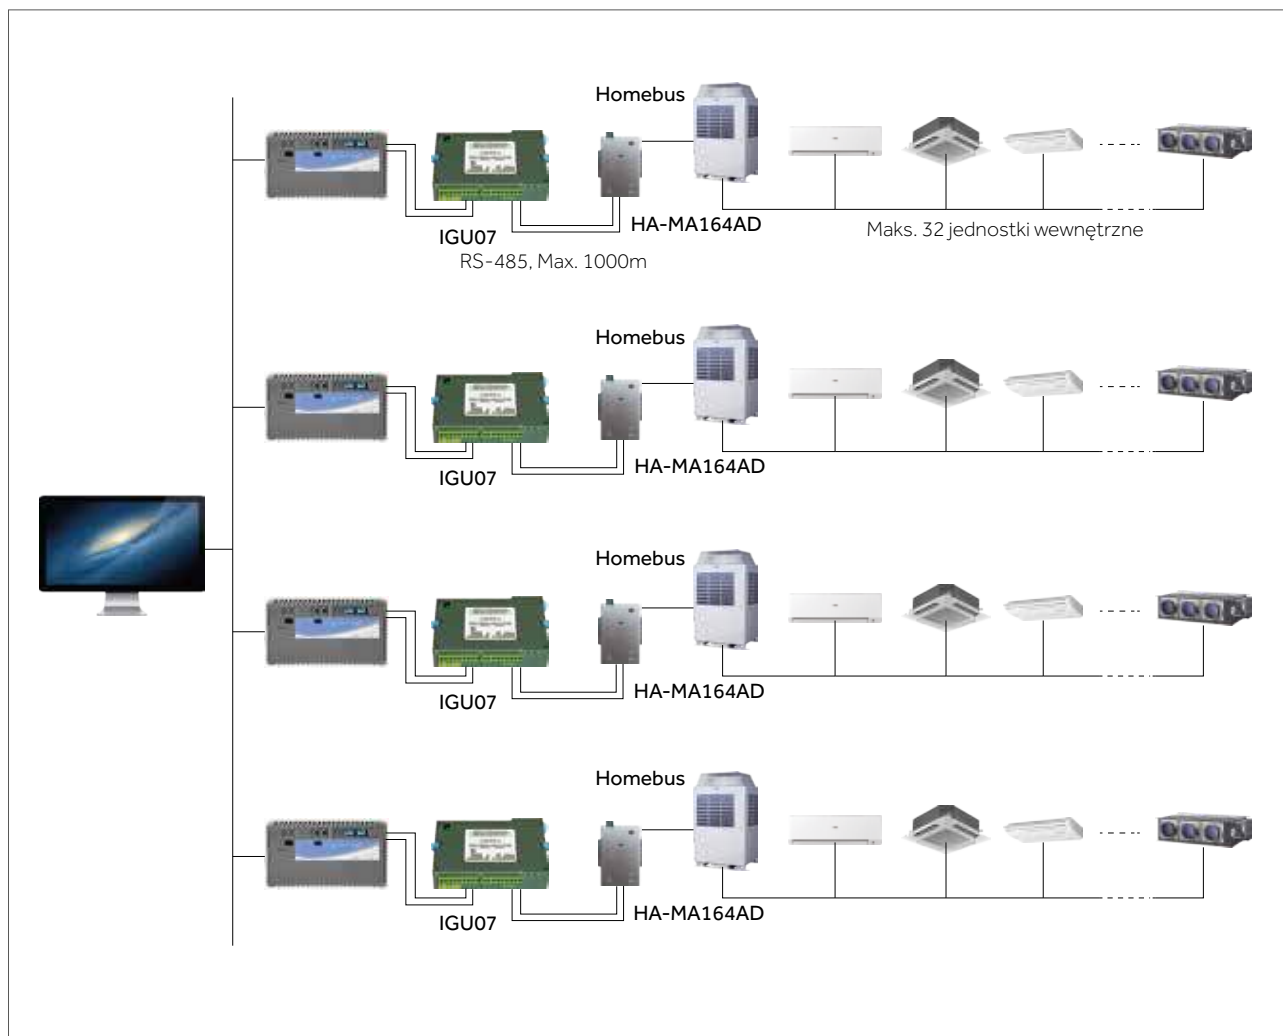 Homebus
HA-MA164AD
IGU07
RS-485, Max. 1000m
Maks. 32 jednostki wewnętrzne
Homebus
HA-MA164AD
IGU07
Homebus
HA-MA164AD
IGU07
Homebus
HA-MA164AD
IGU07